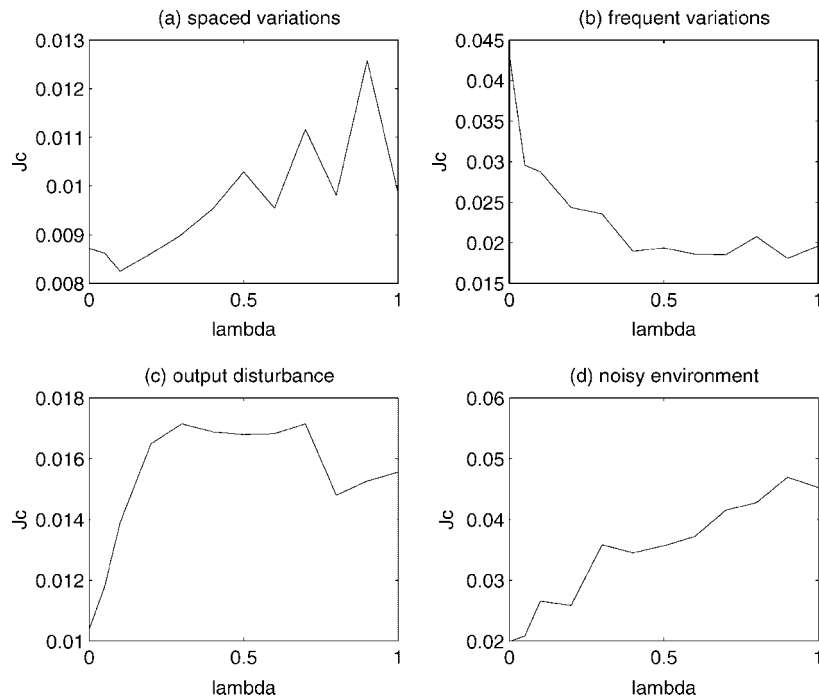 (a) spaced variations
0.013
0.012
0.011
0.01
0.009
0.008
Jc
0
0.5
1
lambda
(b) frequent variations
0.045
0.04
0.035
0.03
0.025
0.02
0.015
Jc
0
0.5
1
lambda
(c) output disturbance
0.018
0.016
0.014
0.012
0.01
Jc
0
0.5
1
lambda
(d) noisy environment
0.06
0.05
0.04
0.03
0.02
Jc
0
0.5
1
lambda